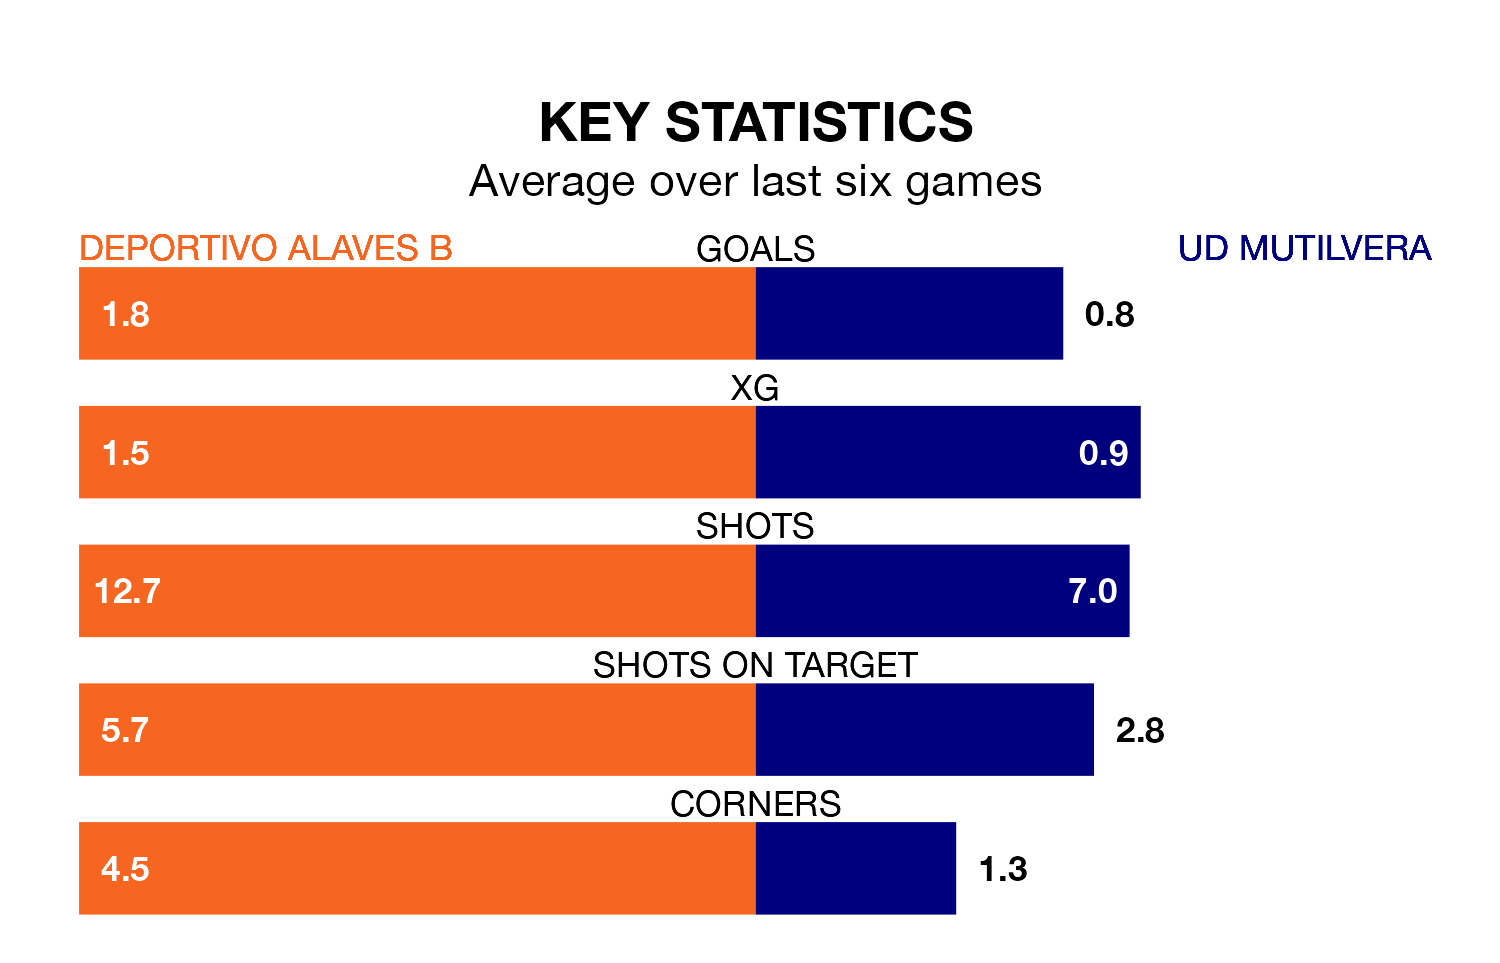 KEY STATISTICS
Average over last six games
DEPORTIVO ALAVES B GOALS UD MUTILVERA
1.8 0.8
XG
1.5 0.9
SHOTS
12.7 7.0
SHOTS ON TARGET
5.7 2.8
CORNERS
4.5 1.3